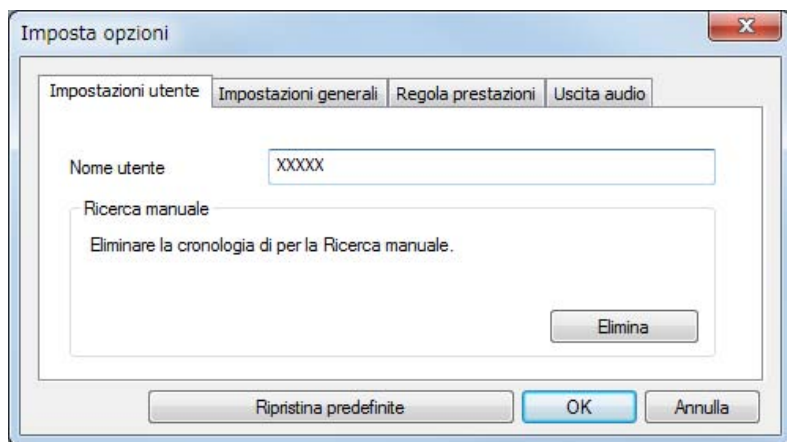 Imposta opzioni
Impostazioni utente Impostazioni generali Regola prestazioni Uscita audio
Nome utente XXXXX
Ricerca manuale
Eliminare la cronologia di per la Ricerca manuale.
Elimina
Ripristina predefinite OK Annulla